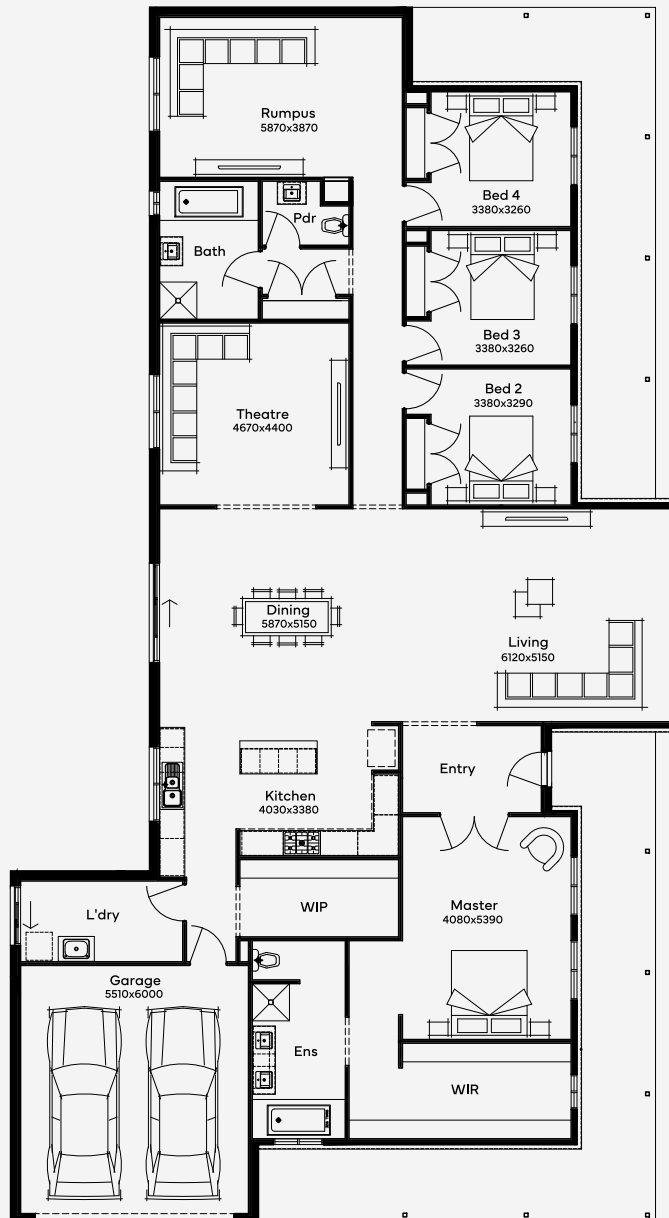 Rumpus
5870x3870
Bed 4
3380x3260
Pdr
Bath
Bed 3
3380x3260
Bed 2
3380x3290
Theatre
4670x4400
Dining
5870x5150
Living
6120x5150
Entry
Kitchen
4030x3380
WIP
Master
4080x5390
L'dry
Garage
5510x6000
Ens
WIR